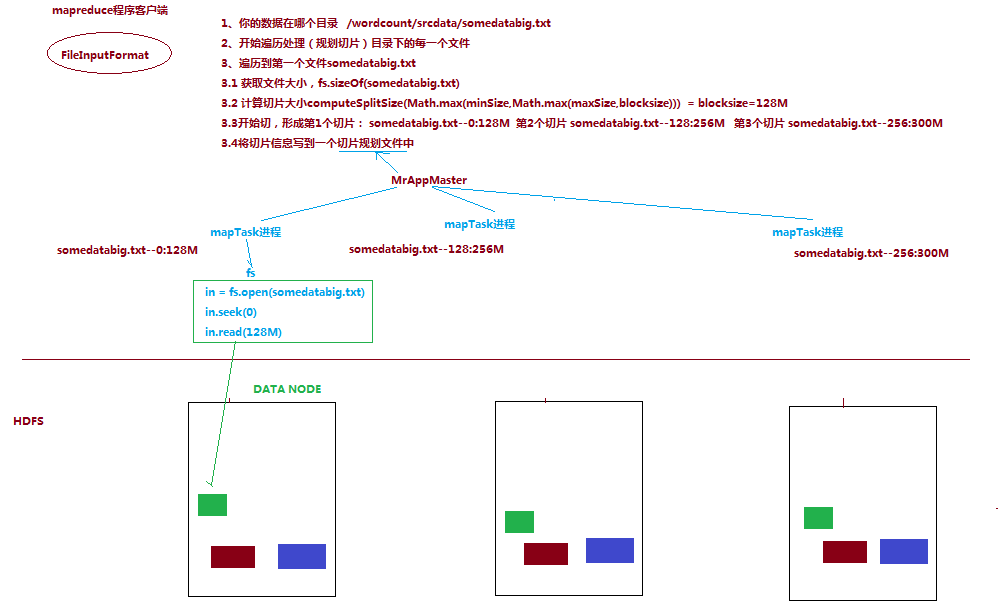 mapreduce程序客户端
FileInputFormat
1、你的数据在哪个目录 /wordcount/srcdata/somedatabig.txt
2、开始遍历处理（规划切片）目录下的每一个文件
3、遍历到第一个文件somedatabig.txt
3.1 获取文件大小，fs.sizeOf(somedatabig.txt)
3.2 计算切片大小computeSplitSize(Math.max(minSize,Math.max(maxSize,blocksize))) = blocksize=128M
3.3开始切，形成第1个切片： somedatabig.txt--0:128M 第2个切片 somedatabig.txt--128:256M 第3个切片 somedatabig.txt--256:300M
3.4将切片信息写到一个切片规划文件中
MrAppMaster
mapTask进程
mapTask进程
mapTask进程
somedatabig.txt--0:128M
somedatabig.txt--128:256M
somedatabig.txt--256:300M
fs
in = fs.open(somedatabig.txt)
in.seek(0)
in.read(128M)
DATA NODE
HDFS